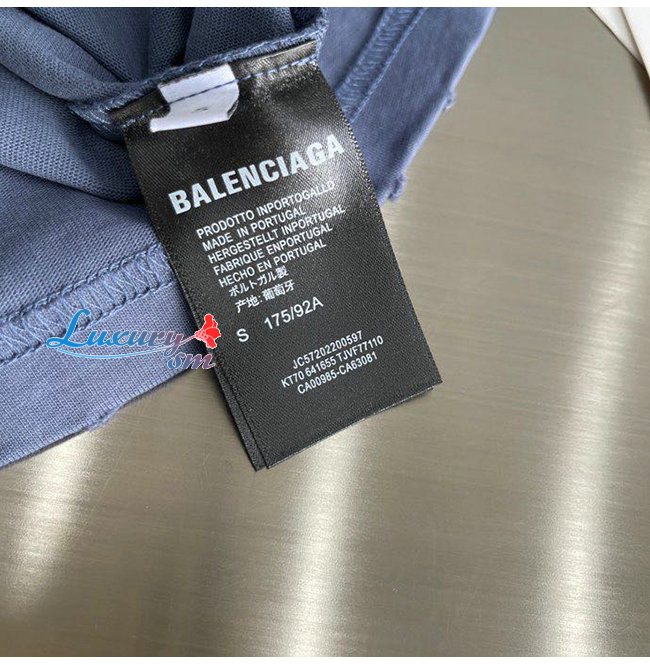 BALENCIAGA
PRODOTTO INPORTOGALLO
MADE IN PORTUGAL
HERGESTELLT INPORTUGAL
FABRIQUE ENPORTUGAL
HECHO EN PORTUGAL
ポルトガル製
产地: 葡萄牙
S 175/92A
JC57202200597
KT70 641655 TJVF77110
CA00985-CA63081
Luxury
sm